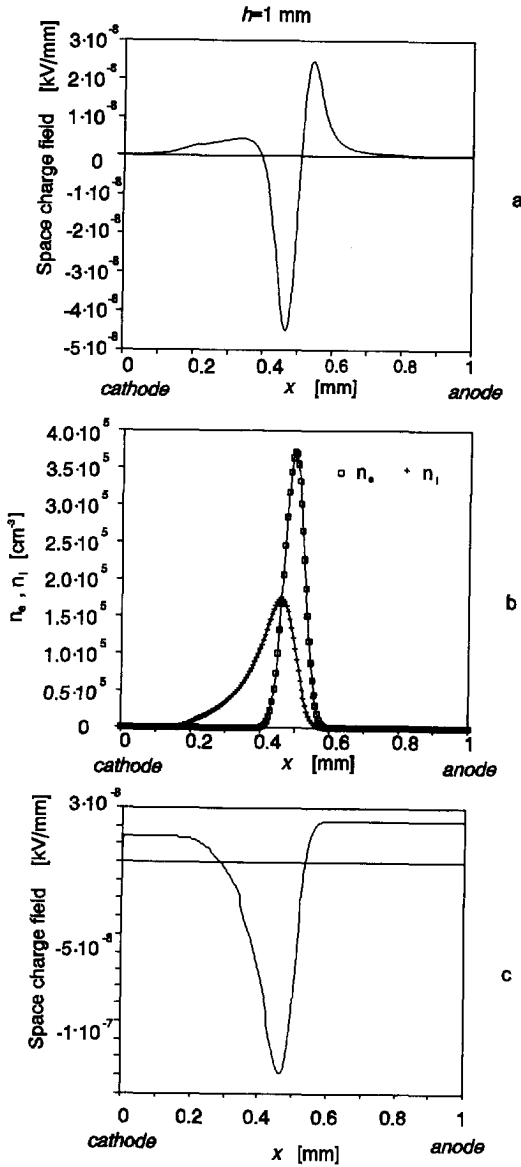 h=1 mm
Space charge field [kV/mm]
3·10⁻⁸
2·10⁻⁸
1·10⁻⁸
0
-1·10⁻⁸
-2·10⁻⁸
-3·10⁻⁸
-4·10⁻⁸
-5·10⁻⁸
0 0.2 0.4 0.6 0.8 1
cathode x [mm] anode
a
nₑ , nᵢ [cm⁻³]
4.0·10⁵
3.5·10⁵
3.0·10⁵
2.5·10⁵
2.0·10⁵
1.5·10⁵
1.0·10⁵
0.5·10⁵
0
□ nₑ + nᵢ
0 0.2 0.4 0.6 0.8 1
cathode x [mm] anode
b
Space charge field [kV/mm]
3·10⁻⁸
-5·10⁻⁸
-1·10⁻⁷
0 0.2 0.4 0.6 0.8 1
cathode x [mm] anode
c